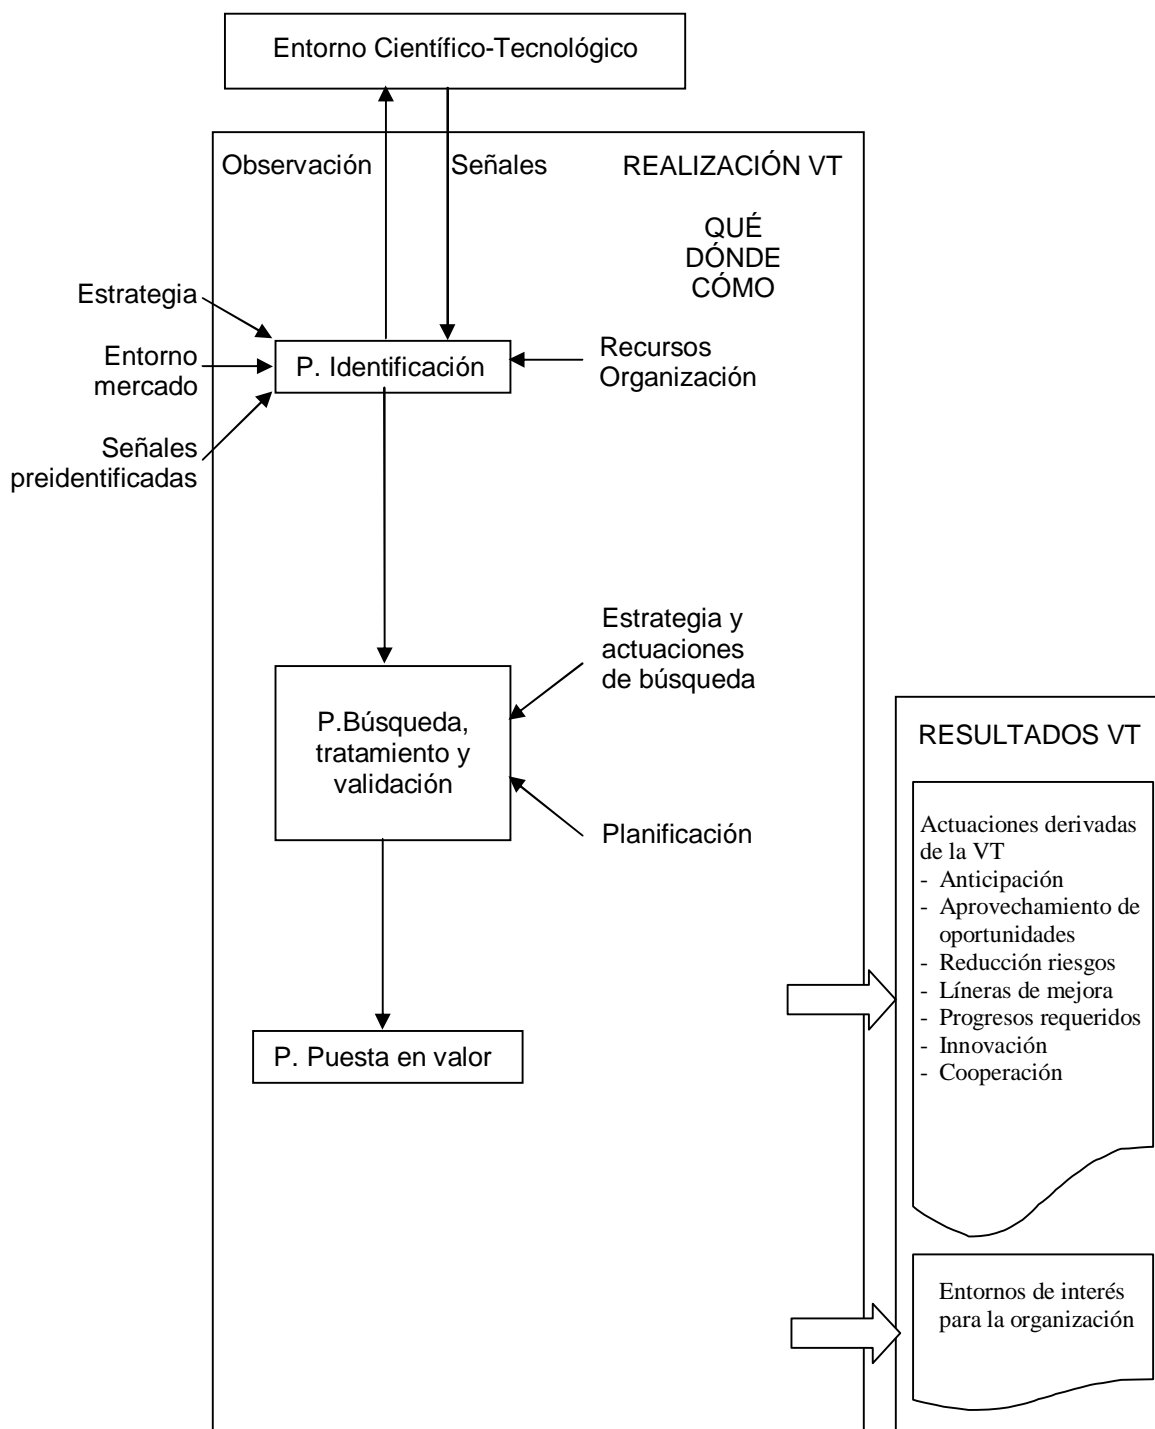 Entorno Científico-Tecnológico
Observación
Señales
REALIZACIÓN VT
QUÉ
DÓNDE
CÓMO
Estrategia
Entorno
mercado
Señales
preidentificadas
P. Identificación
Recursos
Organización
Estrategia y
actuaciones
de búsqueda
P.Búsqueda,
tratamiento y
validación
Planificación
P. Puesta en valor
RESULTADOS VT
Actuaciones derivadas
de la VT
- Anticipación
- Aprovechamiento de
oportunidades
- Reducción riesgos
- Líneras de mejora
- Progresos requeridos
- Innovación
- Cooperación
Entornos de interés
para la organización